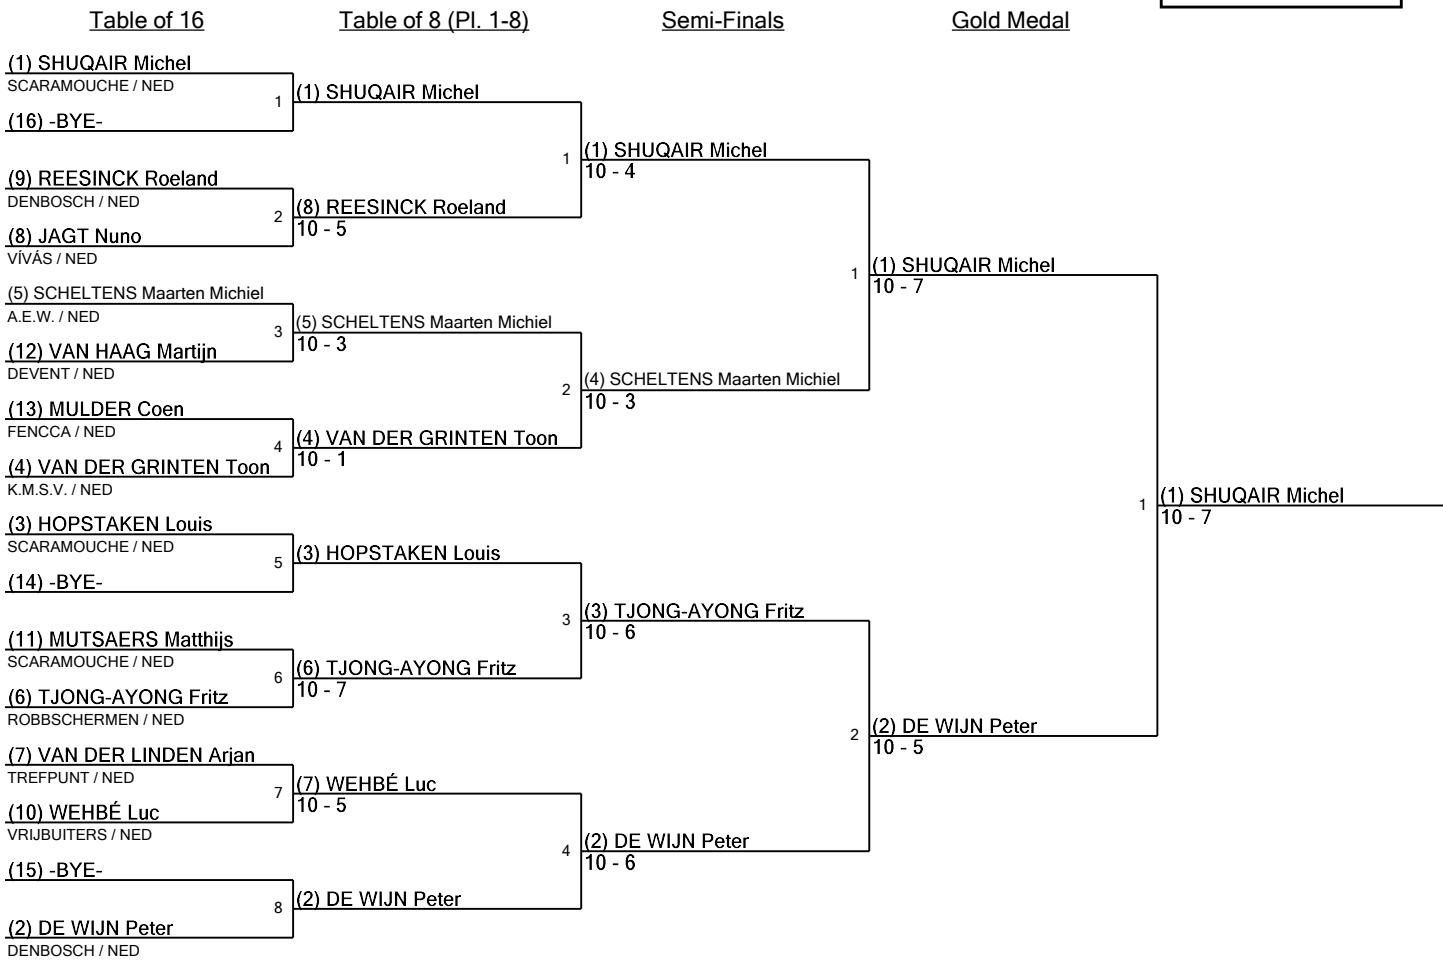 Table of 16
Table of 8 (Pl. 1-8)
Semi-Finals
Gold Medal
(1) SHUQAIR Michel
SCARAMOUCHE / NED
1
(16) -BYE-
(9) REESINCK Roeland
DENBOSCH / NED
2
(8) JAGT Nuno
VÍVÁS / NED
(5) SCHELTENS Maarten Michiel
A.E.W. / NED
3
(12) VAN HAAG Martijn
DEVENT / NED
(13) MULDER Coen
FENCCA / NED
4
(4) VAN DER GRINTEN Toon
K.M.S.V. / NED
(3) HOPSTAKEN Louis
SCARAMOUCHE / NED
5
(14) -BYE-
(11) MUTSAERS Matthijs
SCARAMOUCHE / NED
6
(6) TJONG-AYONG Fritz
ROBBSCHERMEN / NED
(7) VAN DER LINDEN Arjan
TREFPUNT / NED
7
(10) WEHBÉ Luc
VRIJBUITERS / NED
(15) -BYE-
8
(2) DE WIJN Peter
DENBOSCH / NED
(1) SHUQAIR Michel
1
(8) REESINCK Roeland
10 - 5
(5) SCHELTENS Maarten Michiel
10 - 3
2
(4) VAN DER GRINTEN Toon
10 - 1
(3) HOPSTAKEN Louis
3
(6) TJONG-AYONG Fritz
10 - 7
(7) WEHBÉ Luc
10 - 5
4
(2) DE WIJN Peter
(1) SHUQAIR Michel
10 - 4
1
(4) SCHELTENS Maarten Michiel
10 - 3
(3) TJONG-AYONG Fritz
10 - 6
2
(2) DE WIJN Peter
10 - 6
(1) SHUQAIR Michel
10 - 7
1
(2) DE WIJN Peter
10 - 5
(1) SHUQAIR Michel
10 - 7